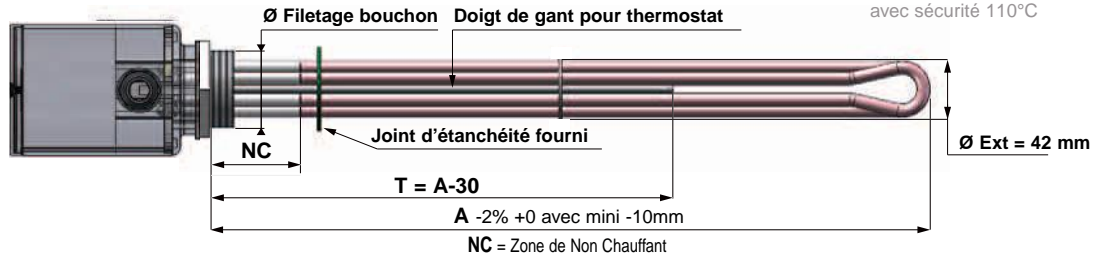 avec sécurité 110°C
Ø Filetage bouchon
Doigt de gant pour thermostat
Joint d'étanchéité fourni
NC
Ø Ext = 42 mm
T = A-30
A -2% +0 avec mini -10mm
NC = Zone de Non Chauffant